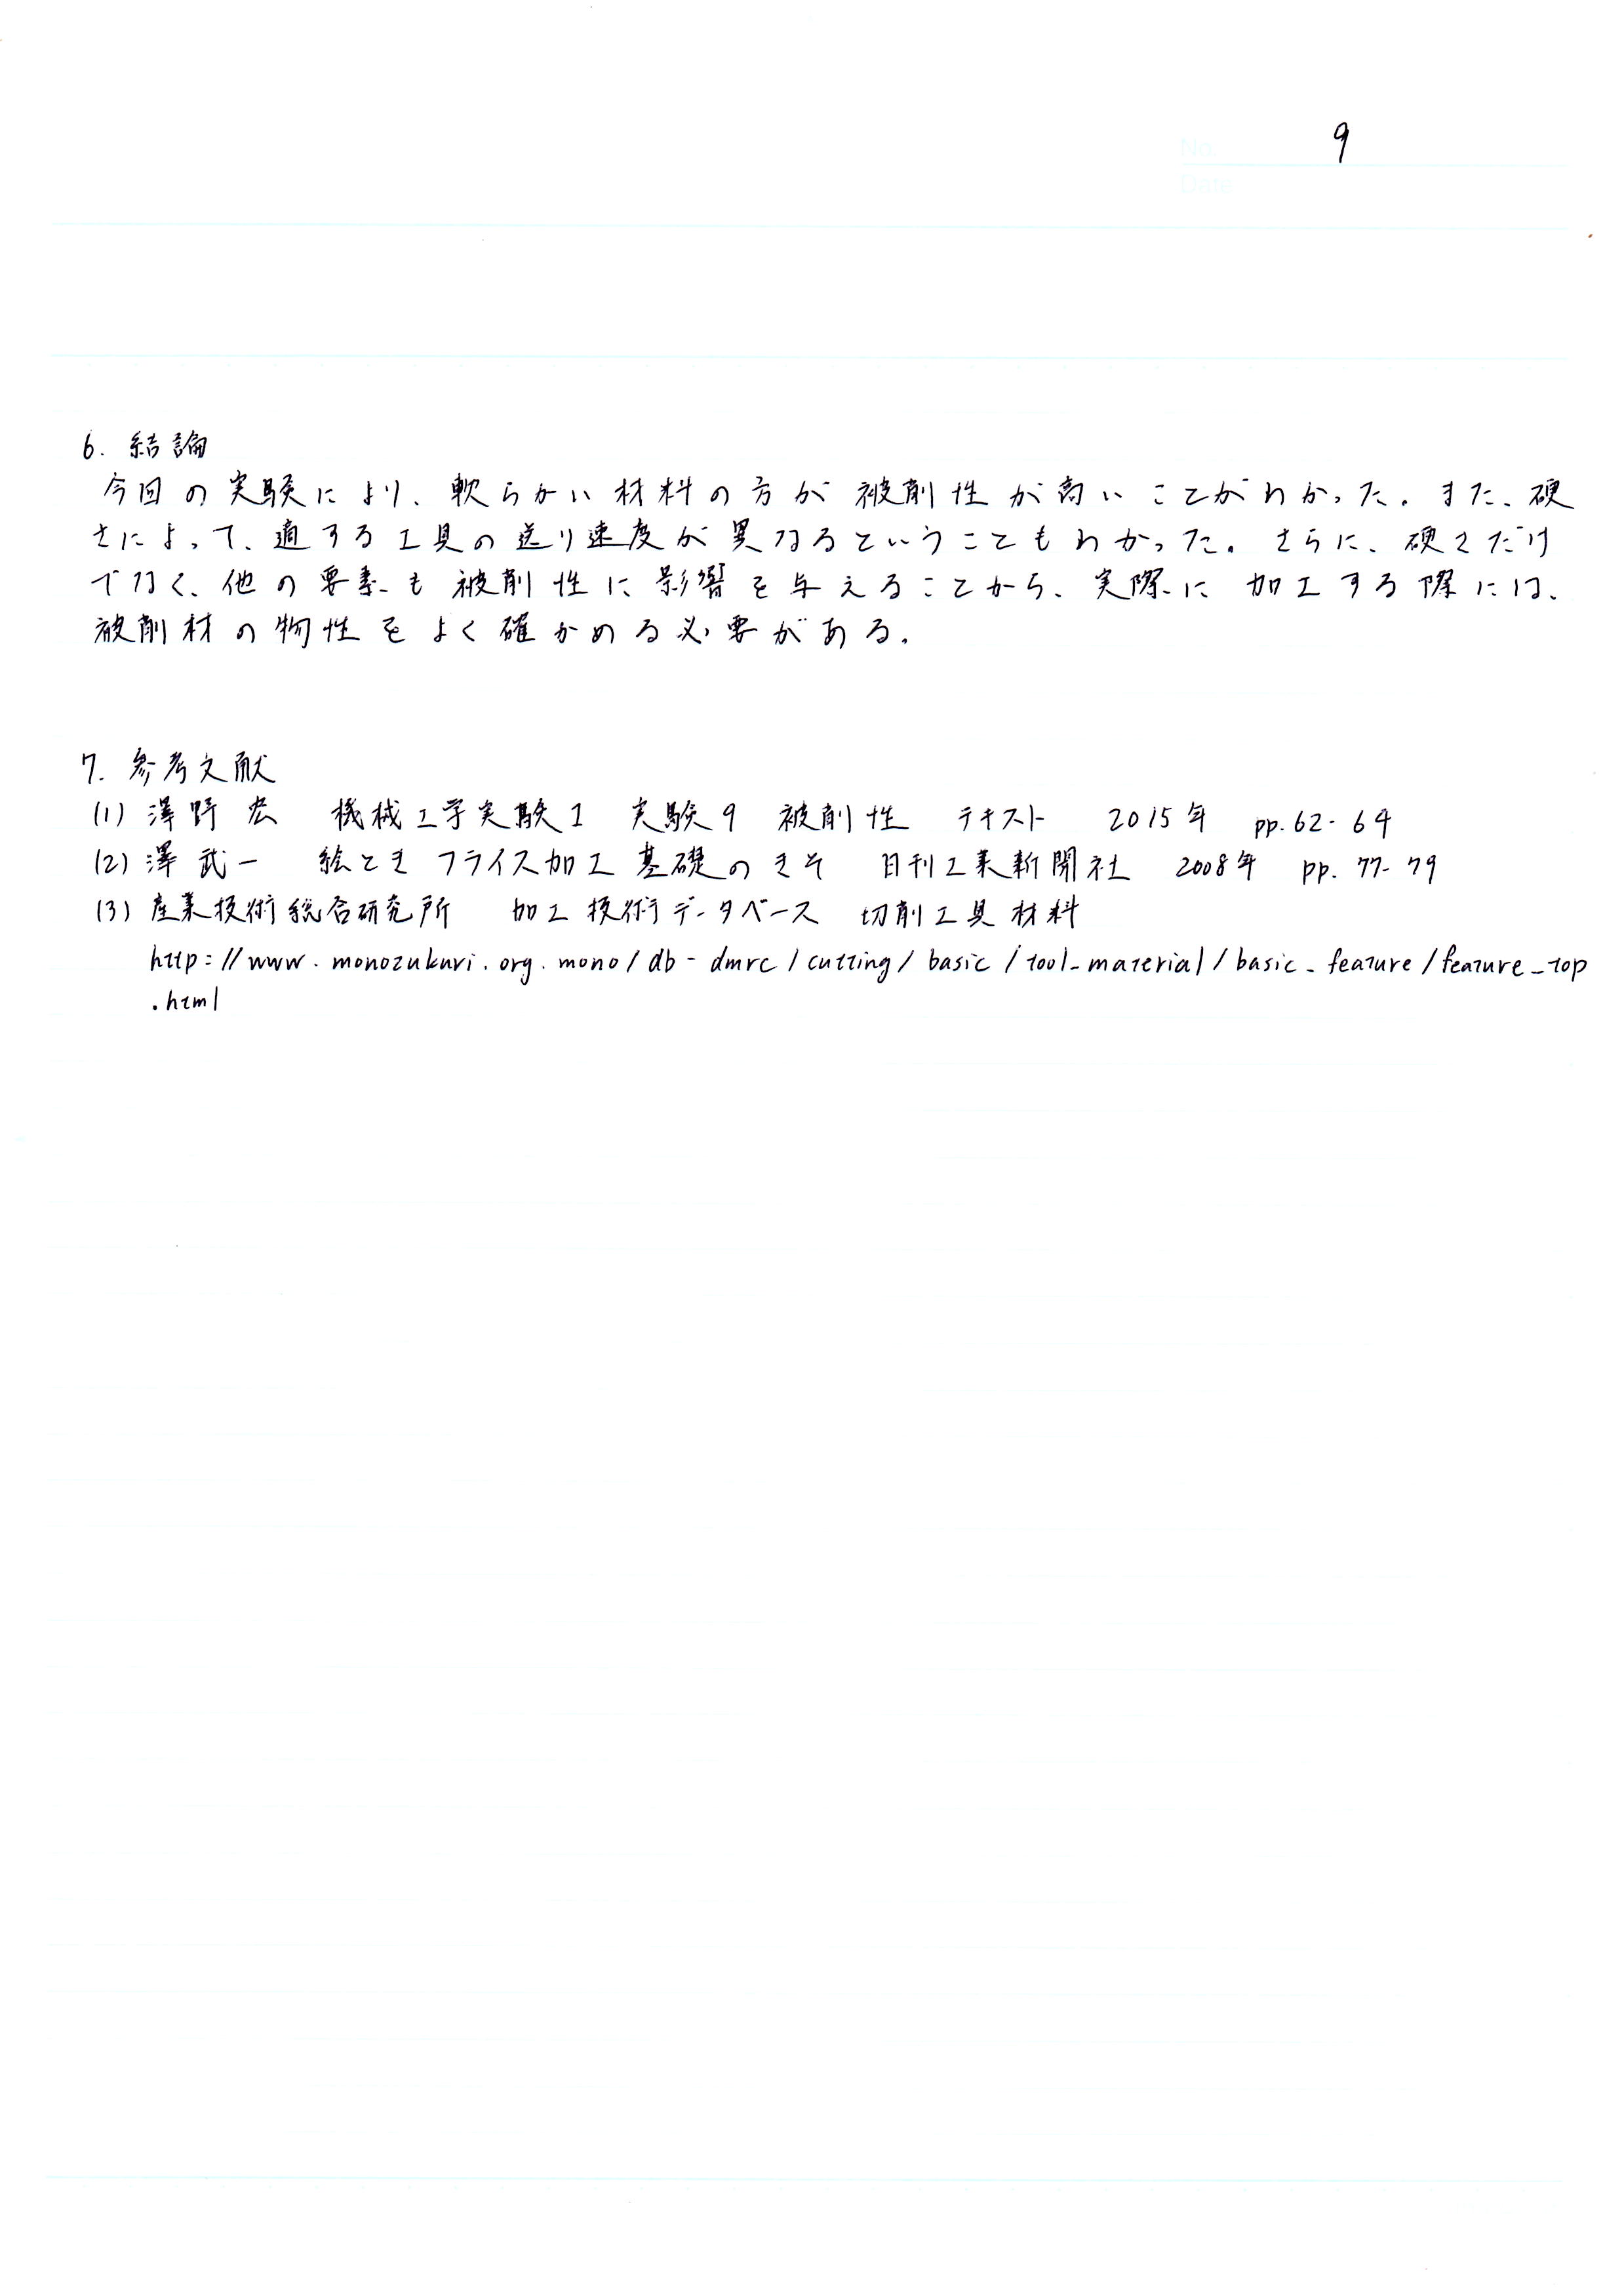 No. 9
Date
6. 結論
今回の実験により、軟らかい材料の方が被削性が高いことがわかった。また、硬
さによって、適する工具の送り速度が異なるということもわかった。さらに、硬さだけ
でなく、他の要素も被削性に影響を与えることから、実際に加工する際には、
被削材の物性をよく確かめる必要がある。
7. 参考文献
(1) 澤野 宏 機械工学実験I 実験9 被削性 テキスト 2015年 pp.62-64
(2) 澤 武一 絵とき フライス加工 基礎のきそ 日刊工業新聞社 2008年 pp. 77-79
(3) 産業技術総合研究所 加工技術データベース 切削工具材料
http://www.monozukuri.org.mono/db-dmrc/cutting/basic/tool_material/basic_feature/feature_top
.html